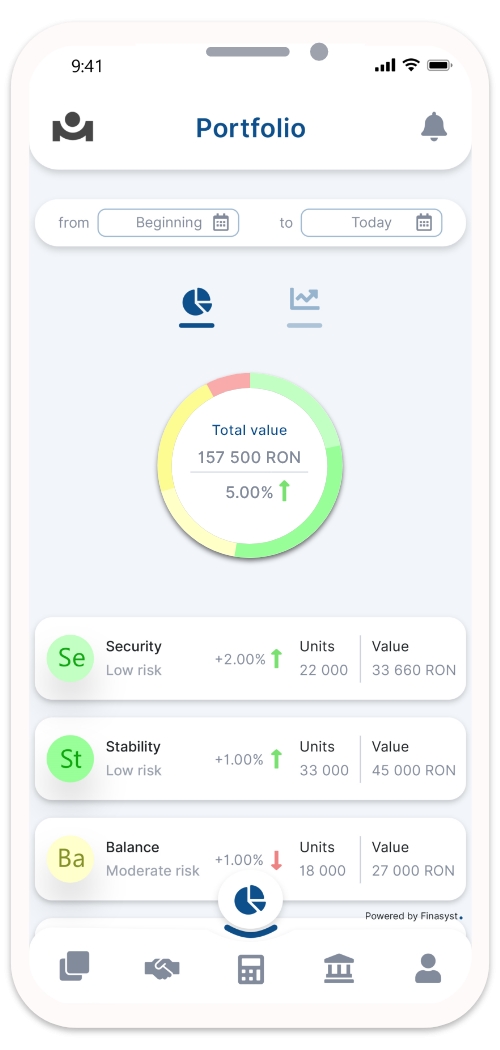 9:41
Portfolio
from Beginning to Today
Total value
157 500 RON
5.00%
Se Security +2.00% Units Value
Low risk 22 000 33 660 RON
St Stability +1.00% Units Value
Low risk 33 000 45 000 RON
Ba Balance +1.00% Units Value
Moderate risk 18 000 27 000 RON
Powered by Finasyst.